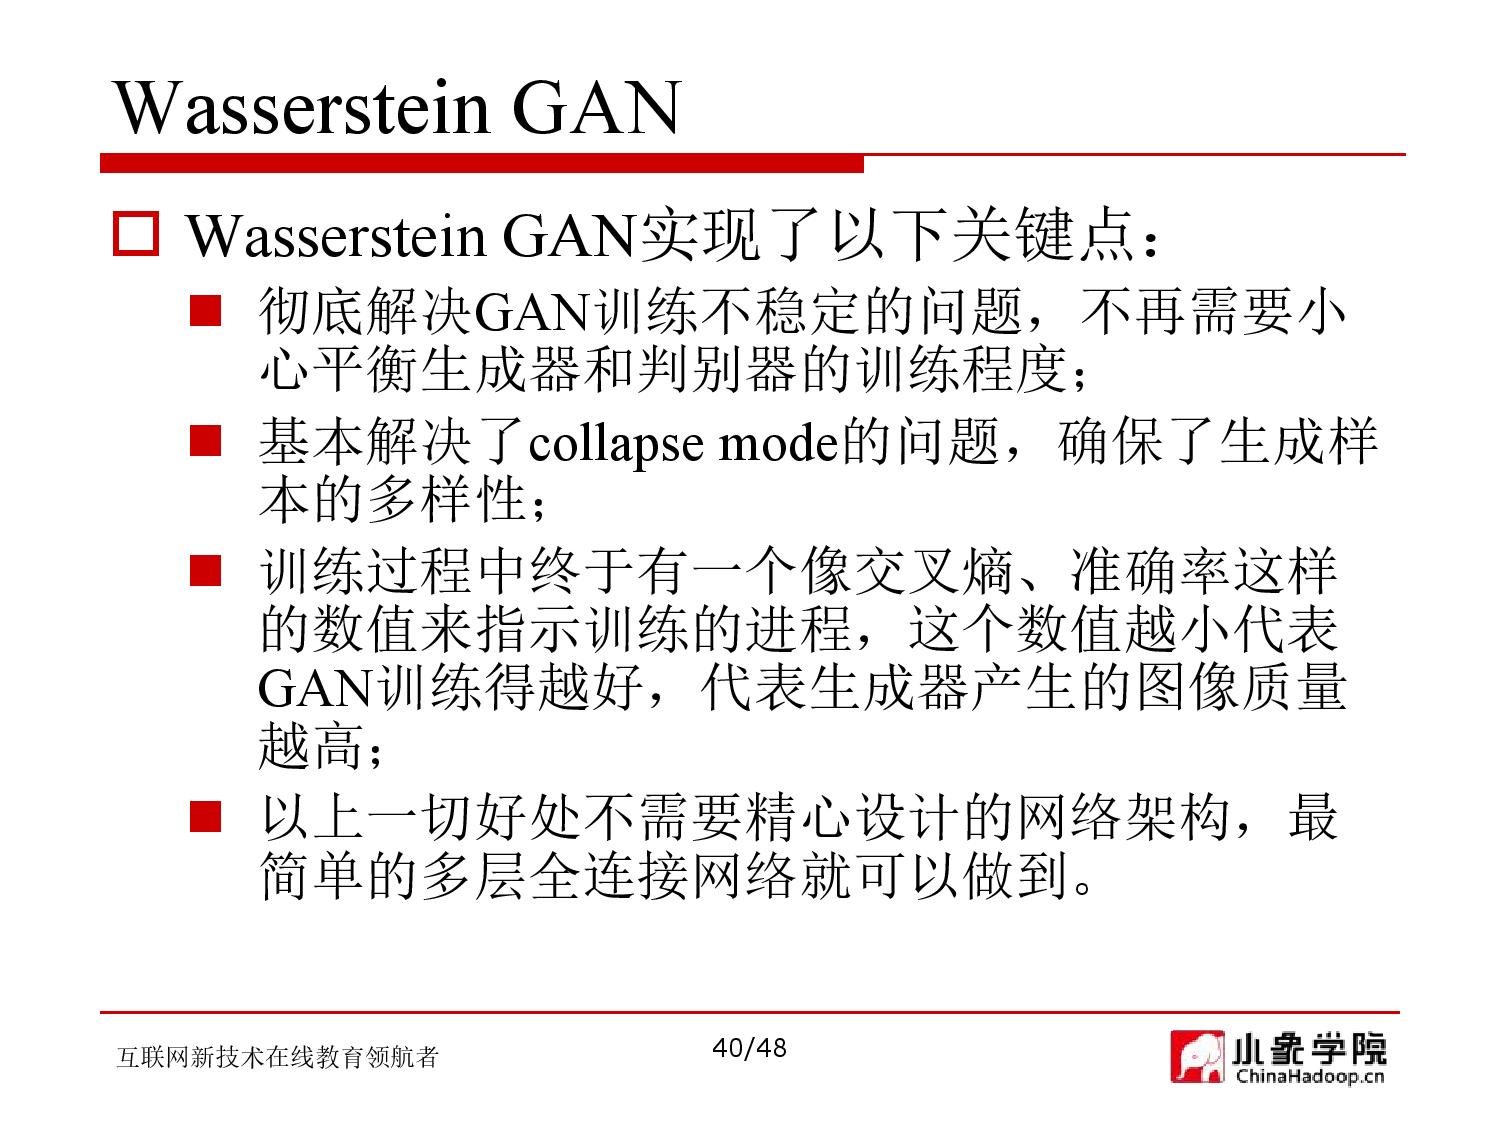 Wasserstein GAN
Wasserstein GAN实现了以下关键点：
彻底解决GAN训练不稳定的问题，不再需要小
心平衡生成器和判别器的训练程度；
基本解决了collapse mode的问题，确保了生成样
本的多样性；
训练过程中终于有一个像交叉熵、准确率这样
的数值来指示训练的进程，这个数值越小代表
GAN训练得越好，代表生成器产生的图像质量
越高；
以上一切好处不需要精心设计的网络架构，最
简单的多层全连接网络就可以做到。
互联网新技术在线教育领航者
40/48
小象学院
ChinaHadoop.cn